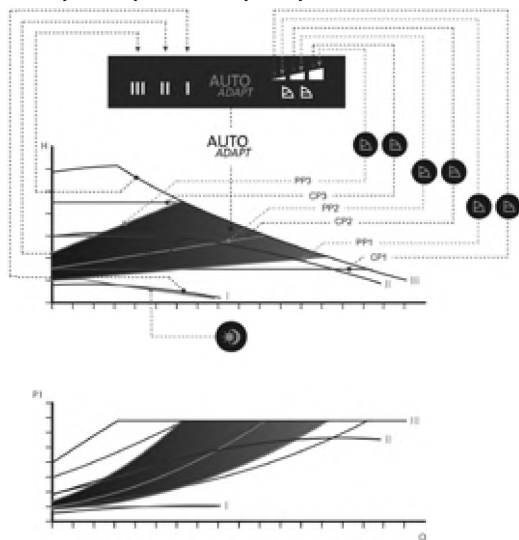 III II I AUTO
ADAPT
AUTO
ADAPT
H
PP3
CP3
PP2
CP2
PP1
CP1
III
II
I
P1
III
II
I
Q